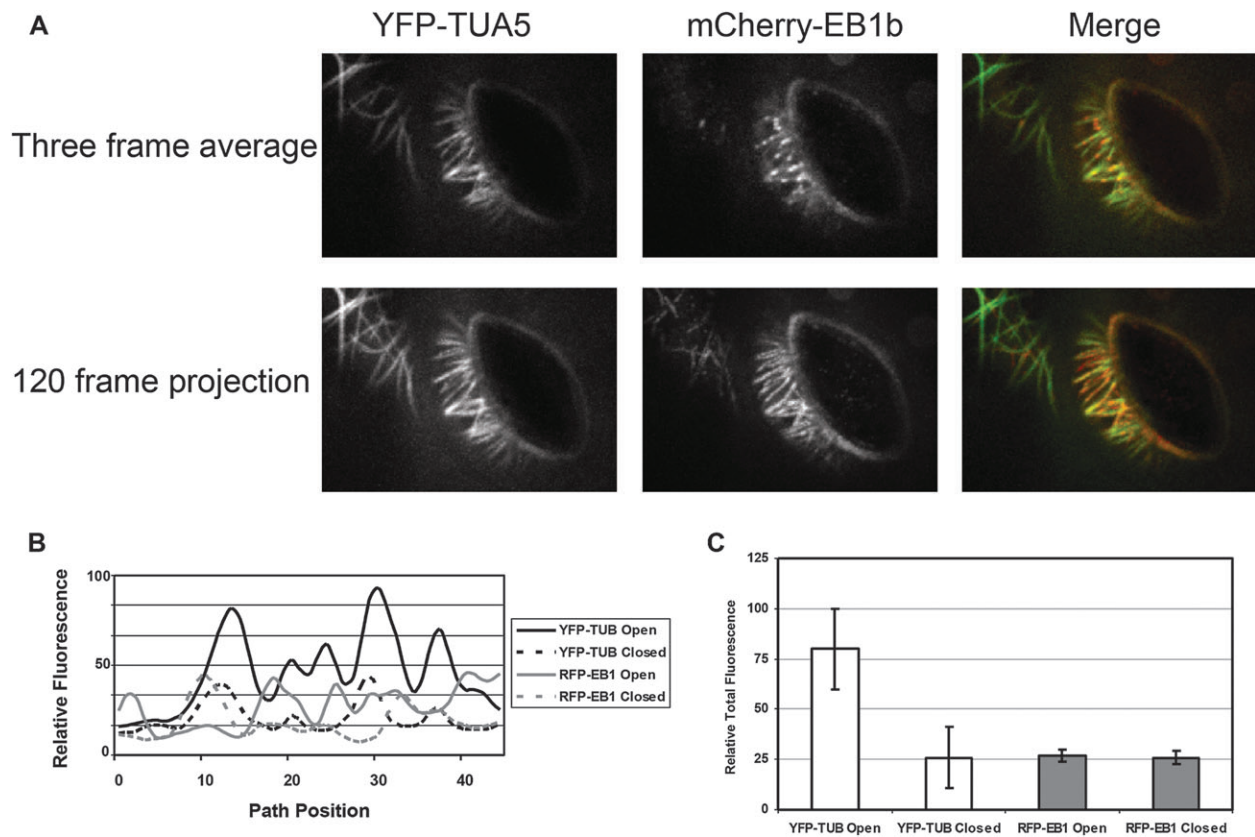 A
YFP-TUA5
mCherry-EB1b
Merge
Three frame average
120 frame projection
B
Relative Fluorescence
100
50
0
0
10
20
30
40
Path Position
YFP-TUB Open
YFP-TUB Closed
RFP-EB1 Open
RFP-EB1 Closed
C
Relative Total Fluorescence
125
100
75
50
25
0
YFP-TUB Open
YFP-TUB Closed
RFP-EB1 Open
RFP-EB1 Closed